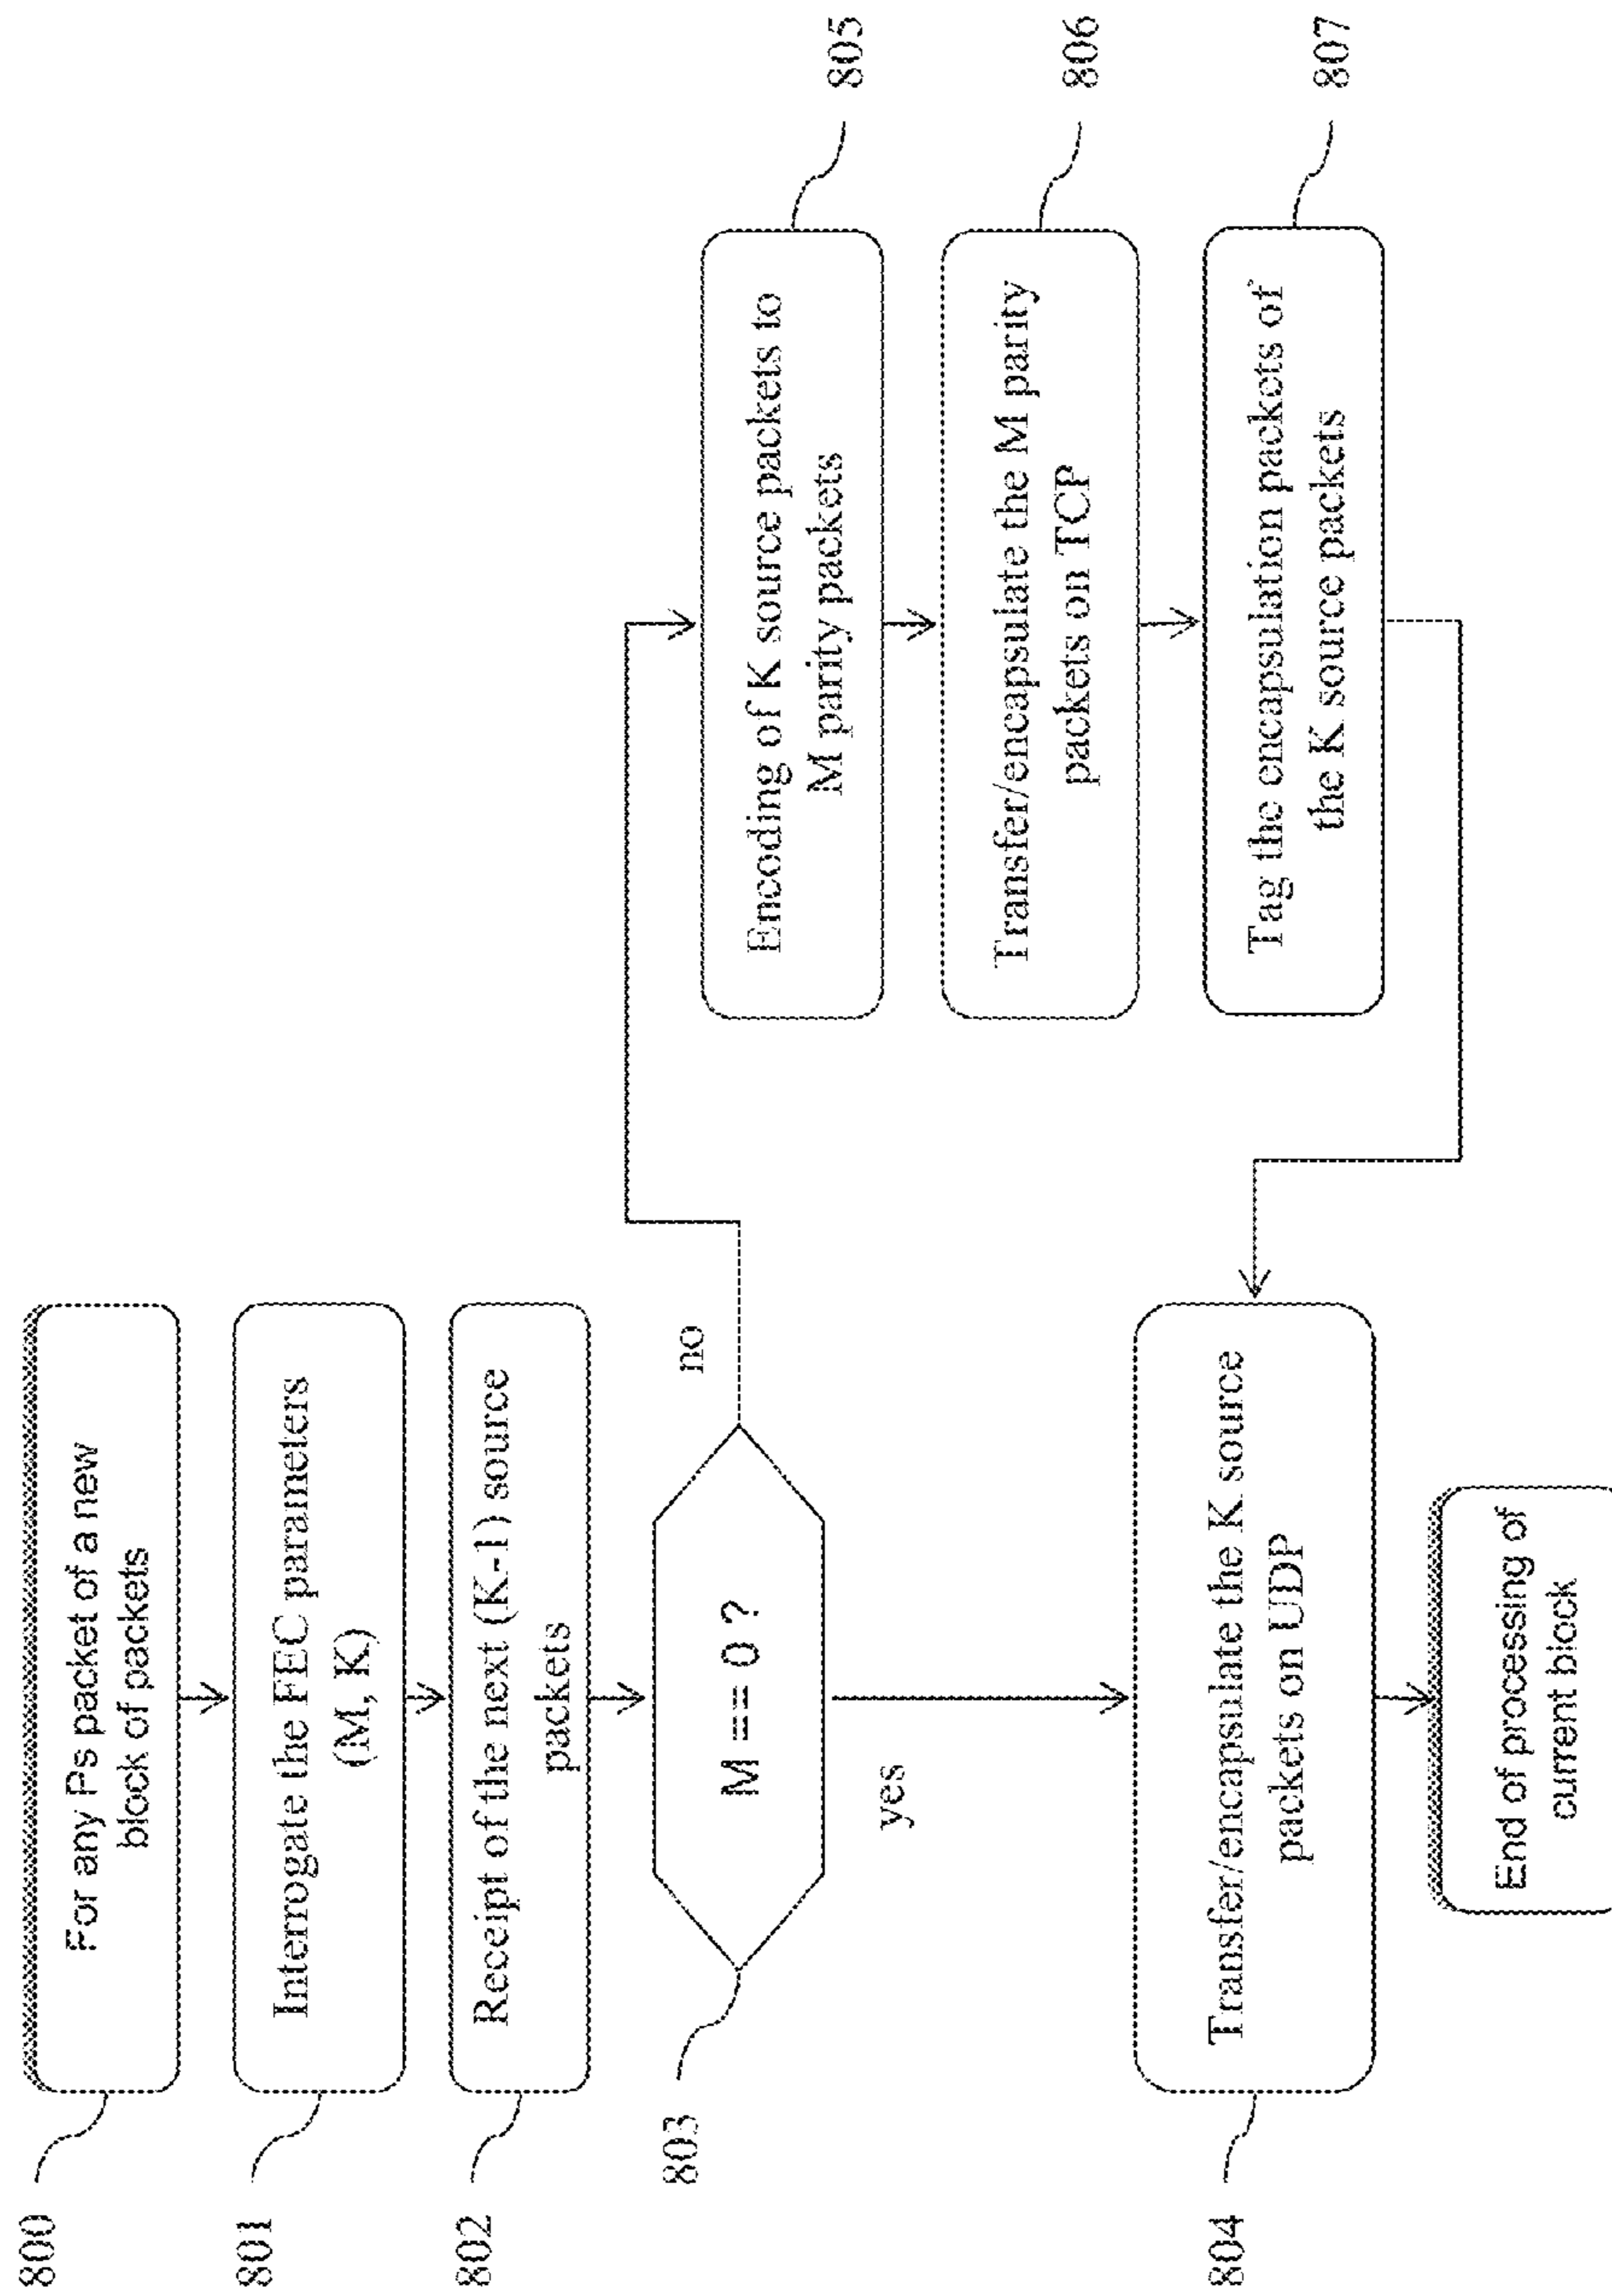 800
For any Ps packet of a new
block of packets
801
Interrogate the FEC parameters
(M, K)
802
Receipt of the next (K-1) source
packets
803
M == 0 ?
no
yes
805
Encoding of K source packets to
M parity packets
806
Transfer/encapsulate the M parity
packets on TCP
807
Tag the encapsulation packets of
the K source packets
804
Transfer/encapsulate the K source
packets on UDP
End of processing of
current block